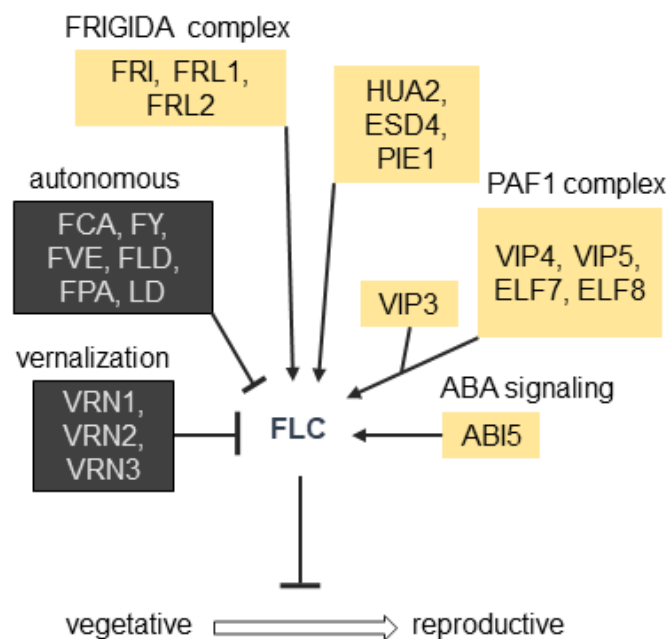 FRIGIDA complex
FRI, FRL1,
FRL2
HUA2,
ESD4,
PIE1
autonomous
FCA, FY,
FVE, FLD,
FPA, LD
PAF1 complex
VIP4, VIP5,
ELF7, ELF8
VIP3
vernalization
VRN1,
VRN2,
VRN3
FLC
ABA signaling
ABI5
vegetative
reproductive